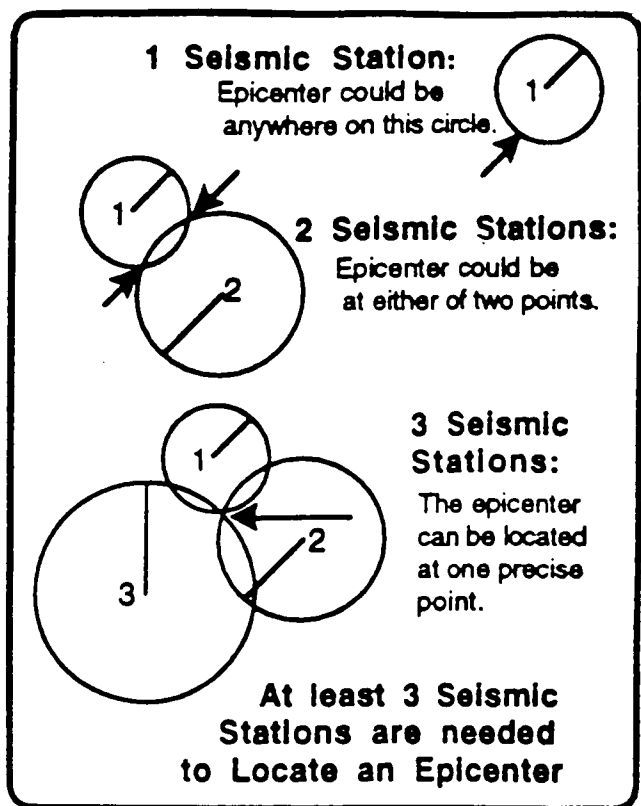 1 Seismic Station:
Epicenter could be
anywhere on this circle.
1
1
2
2 Seismic Stations:
Epicenter could be
at either of two points.
1
2
3
3 Seismic
Stations:
The epicenter
can be located
at one precise
point.
At least 3 Seismic
Stations are needed
to Locate an Epicenter